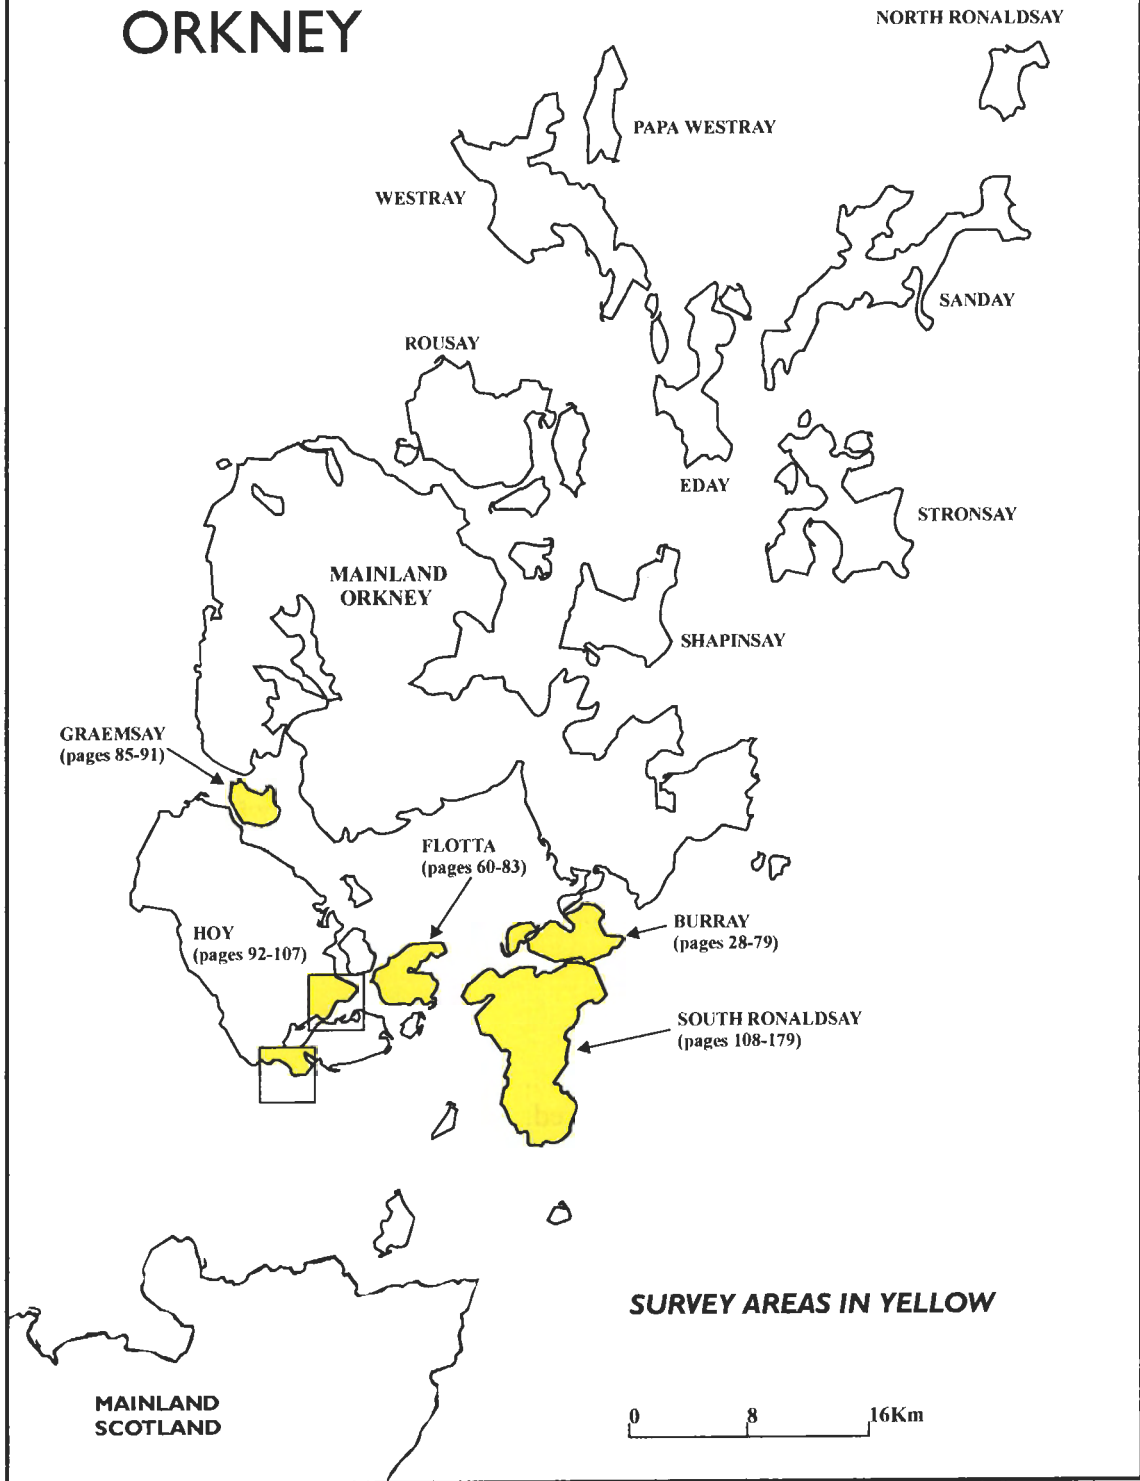 ORKNEY
NORTH RONALDSAY
PAPA WESTRAY
WESTRAY
SANDAY
ROUSAY
EDAY
STRONSAY
MAINLAND
ORKNEY
SHAPINSAY
GRAEMSAY
(pages 85-91)
FLOTTA
(pages 60-83)
BURRAY
(pages 28-79)
HOY
(pages 92-107)
SOUTH RONALDSAY
(pages 108-179)
SURVEY AREAS IN YELLOW
MAINLAND
SCOTLAND
0 8 16Km